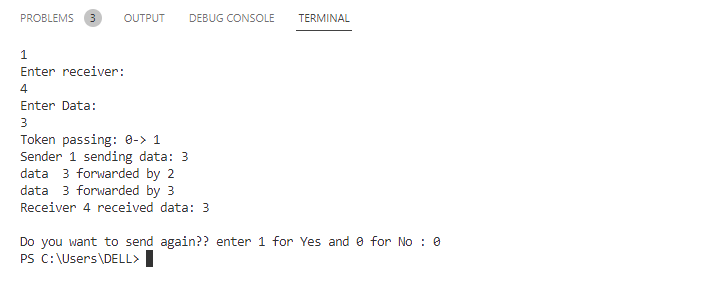 PROBLEMS 3 OUTPUT DEBUG CONSOLE TERMINAL
1
Enter receiver:
4
Enter Data:
3
Token passing: 0-> 1
Sender 1 sending data: 3
data  3 forwarded by 2
data  3 forwarded by 3
Receiver 4 received data: 3
Do you want to send again?? enter 1 for Yes and 0 for No : 0
PS C:\Users\DELL>